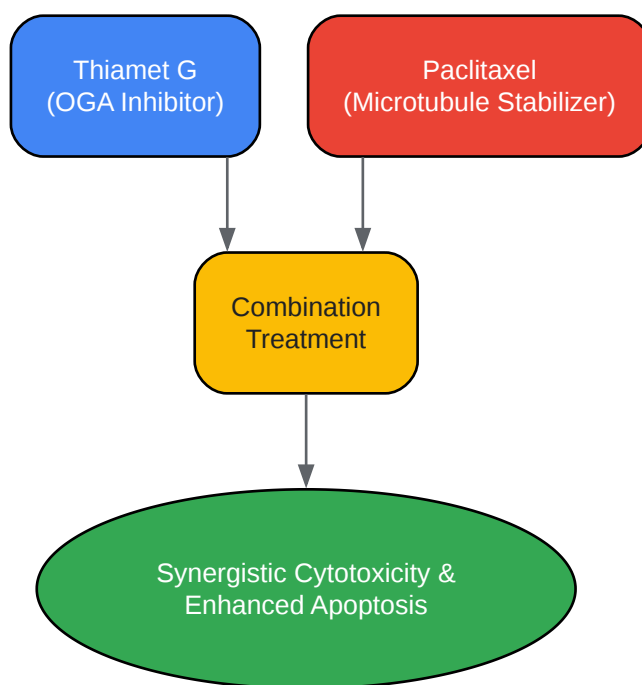 Thiamet G
(OGA Inhibitor)
Paclitaxel
(Microtubule Stabilizer)
Combination
Treatment
Synergistic Cytotoxicity &
Enhanced Apoptosis